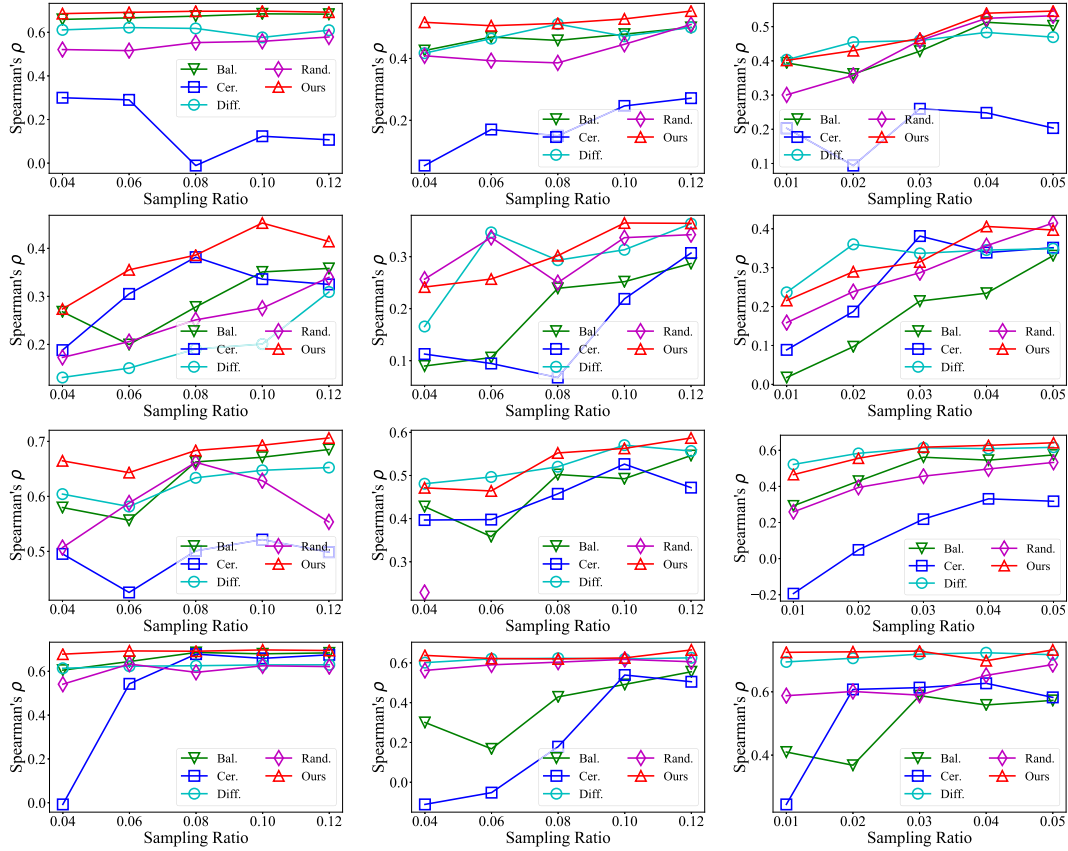 Spearman's ρ
0.6
0.4
0.2
0.0
Bal. Rand.
Cer. Ours
Diff.
0.04 0.06 0.08 0.10 0.12
Sampling Ratio
Spearman's ρ
0.4
0.2
Bal. Rand.
Cer. Ours
Diff.
0.04 0.06 0.08 0.10 0.12
Sampling Ratio
Spearman's ρ
0.5
0.4
0.3
0.2
0.1
Bal. Rand.
Cer. Ours
Diff.
0.01 0.02 0.03 0.04 0.05
Sampling Ratio
Spearman's ρ
0.4
0.3
0.2
Bal. Rand.
Cer. Ours
Diff.
0.04 0.06 0.08 0.10 0.12
Sampling Ratio
Spearman's ρ
0.3
0.2
0.1
Bal. Rand.
Cer. Ours
Diff.
0.04 0.06 0.08 0.10 0.12
Sampling Ratio
Spearman's ρ
0.4
0.3
0.2
0.1
0.0
Bal. Rand.
Cer. Ours
Diff.
0.01 0.02 0.03 0.04 0.05
Sampling Ratio
Spearman's ρ
0.7
0.6
0.5
Bal. Rand.
Cer. Ours
Diff.
0.04 0.06 0.08 0.10 0.12
Sampling Ratio
Spearman's ρ
0.6
0.5
0.4
0.3
Bal. Rand.
Cer. Ours
Diff.
0.04 0.06 0.08 0.10 0.12
Sampling Ratio
Spearman's ρ
0.6
0.4
0.2
0.0
−0.2
Bal. Rand.
Cer. Ours
Diff.
0.01 0.02 0.03 0.04 0.05
Sampling Ratio
Spearman's ρ
0.6
0.4
0.2
0.0
Bal. Rand.
Cer. Ours
Diff.
0.04 0.06 0.08 0.10 0.12
Sampling Ratio
Spearman's ρ
0.6
0.4
0.2
0.0
Bal. Rand.
Cer. Ours
Diff.
0.04 0.06 0.08 0.10 0.12
Sampling Ratio
Spearman's ρ
0.6
0.4
Bal. Rand.
Cer. Ours
Diff.
0.01 0.02 0.03 0.04 0.05
Sampling Ratio